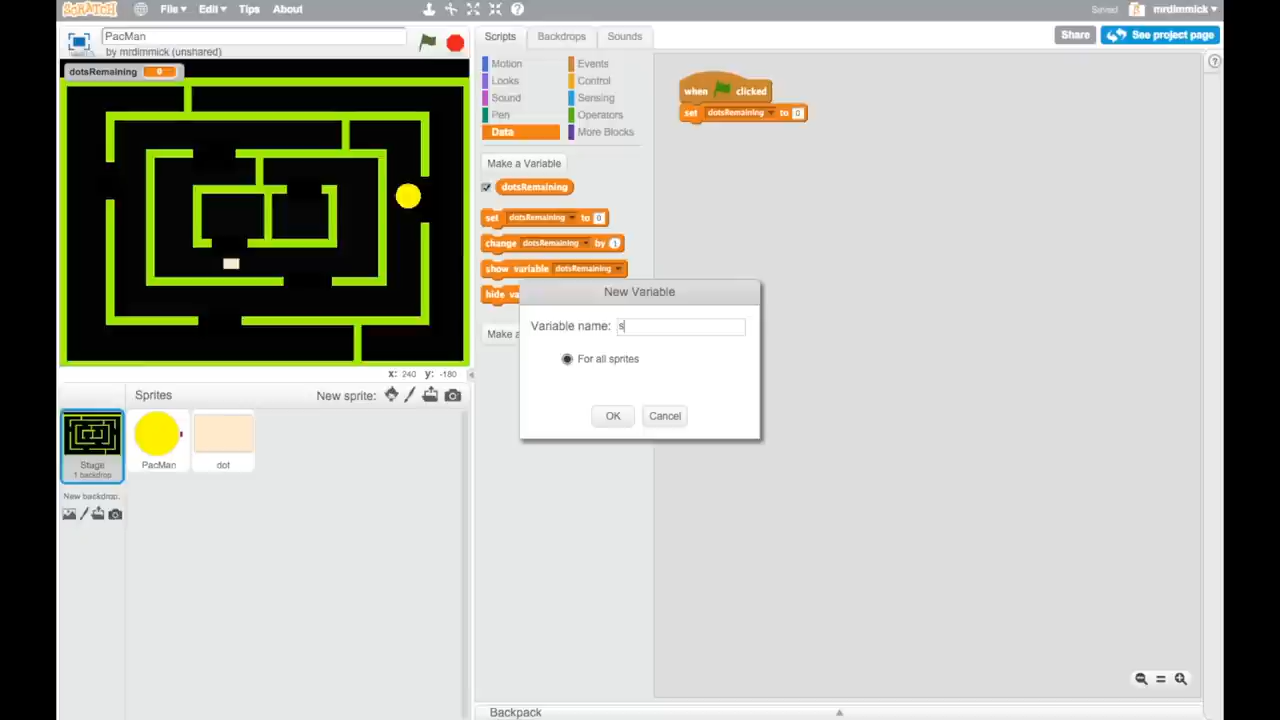 SCRATCH
File
Edit
Tips
About
Saved
mrdimmick
PacMan
by mrdimmick (unshared)
Scripts
Backdrops
Sounds
Share
See project page
?
dotsRemaining 0
Motion
Events
Looks
Control
Sound
Sensing
Pen
Operators
Data
More Blocks
Make a Variable
dotsRemaining
set dotsRemaining to 0
change dotsRemaining by 1
show variable dotsRemaining
hide va
Make a
when clicked
set dotsRemaining to 0
New Variable
Variable name: s
For all sprites
OK
Cancel
x: 240 y: -180
Sprites
New sprite:
Stage
1 backdrop
PacMan
dot
New backdrop:
Backpack